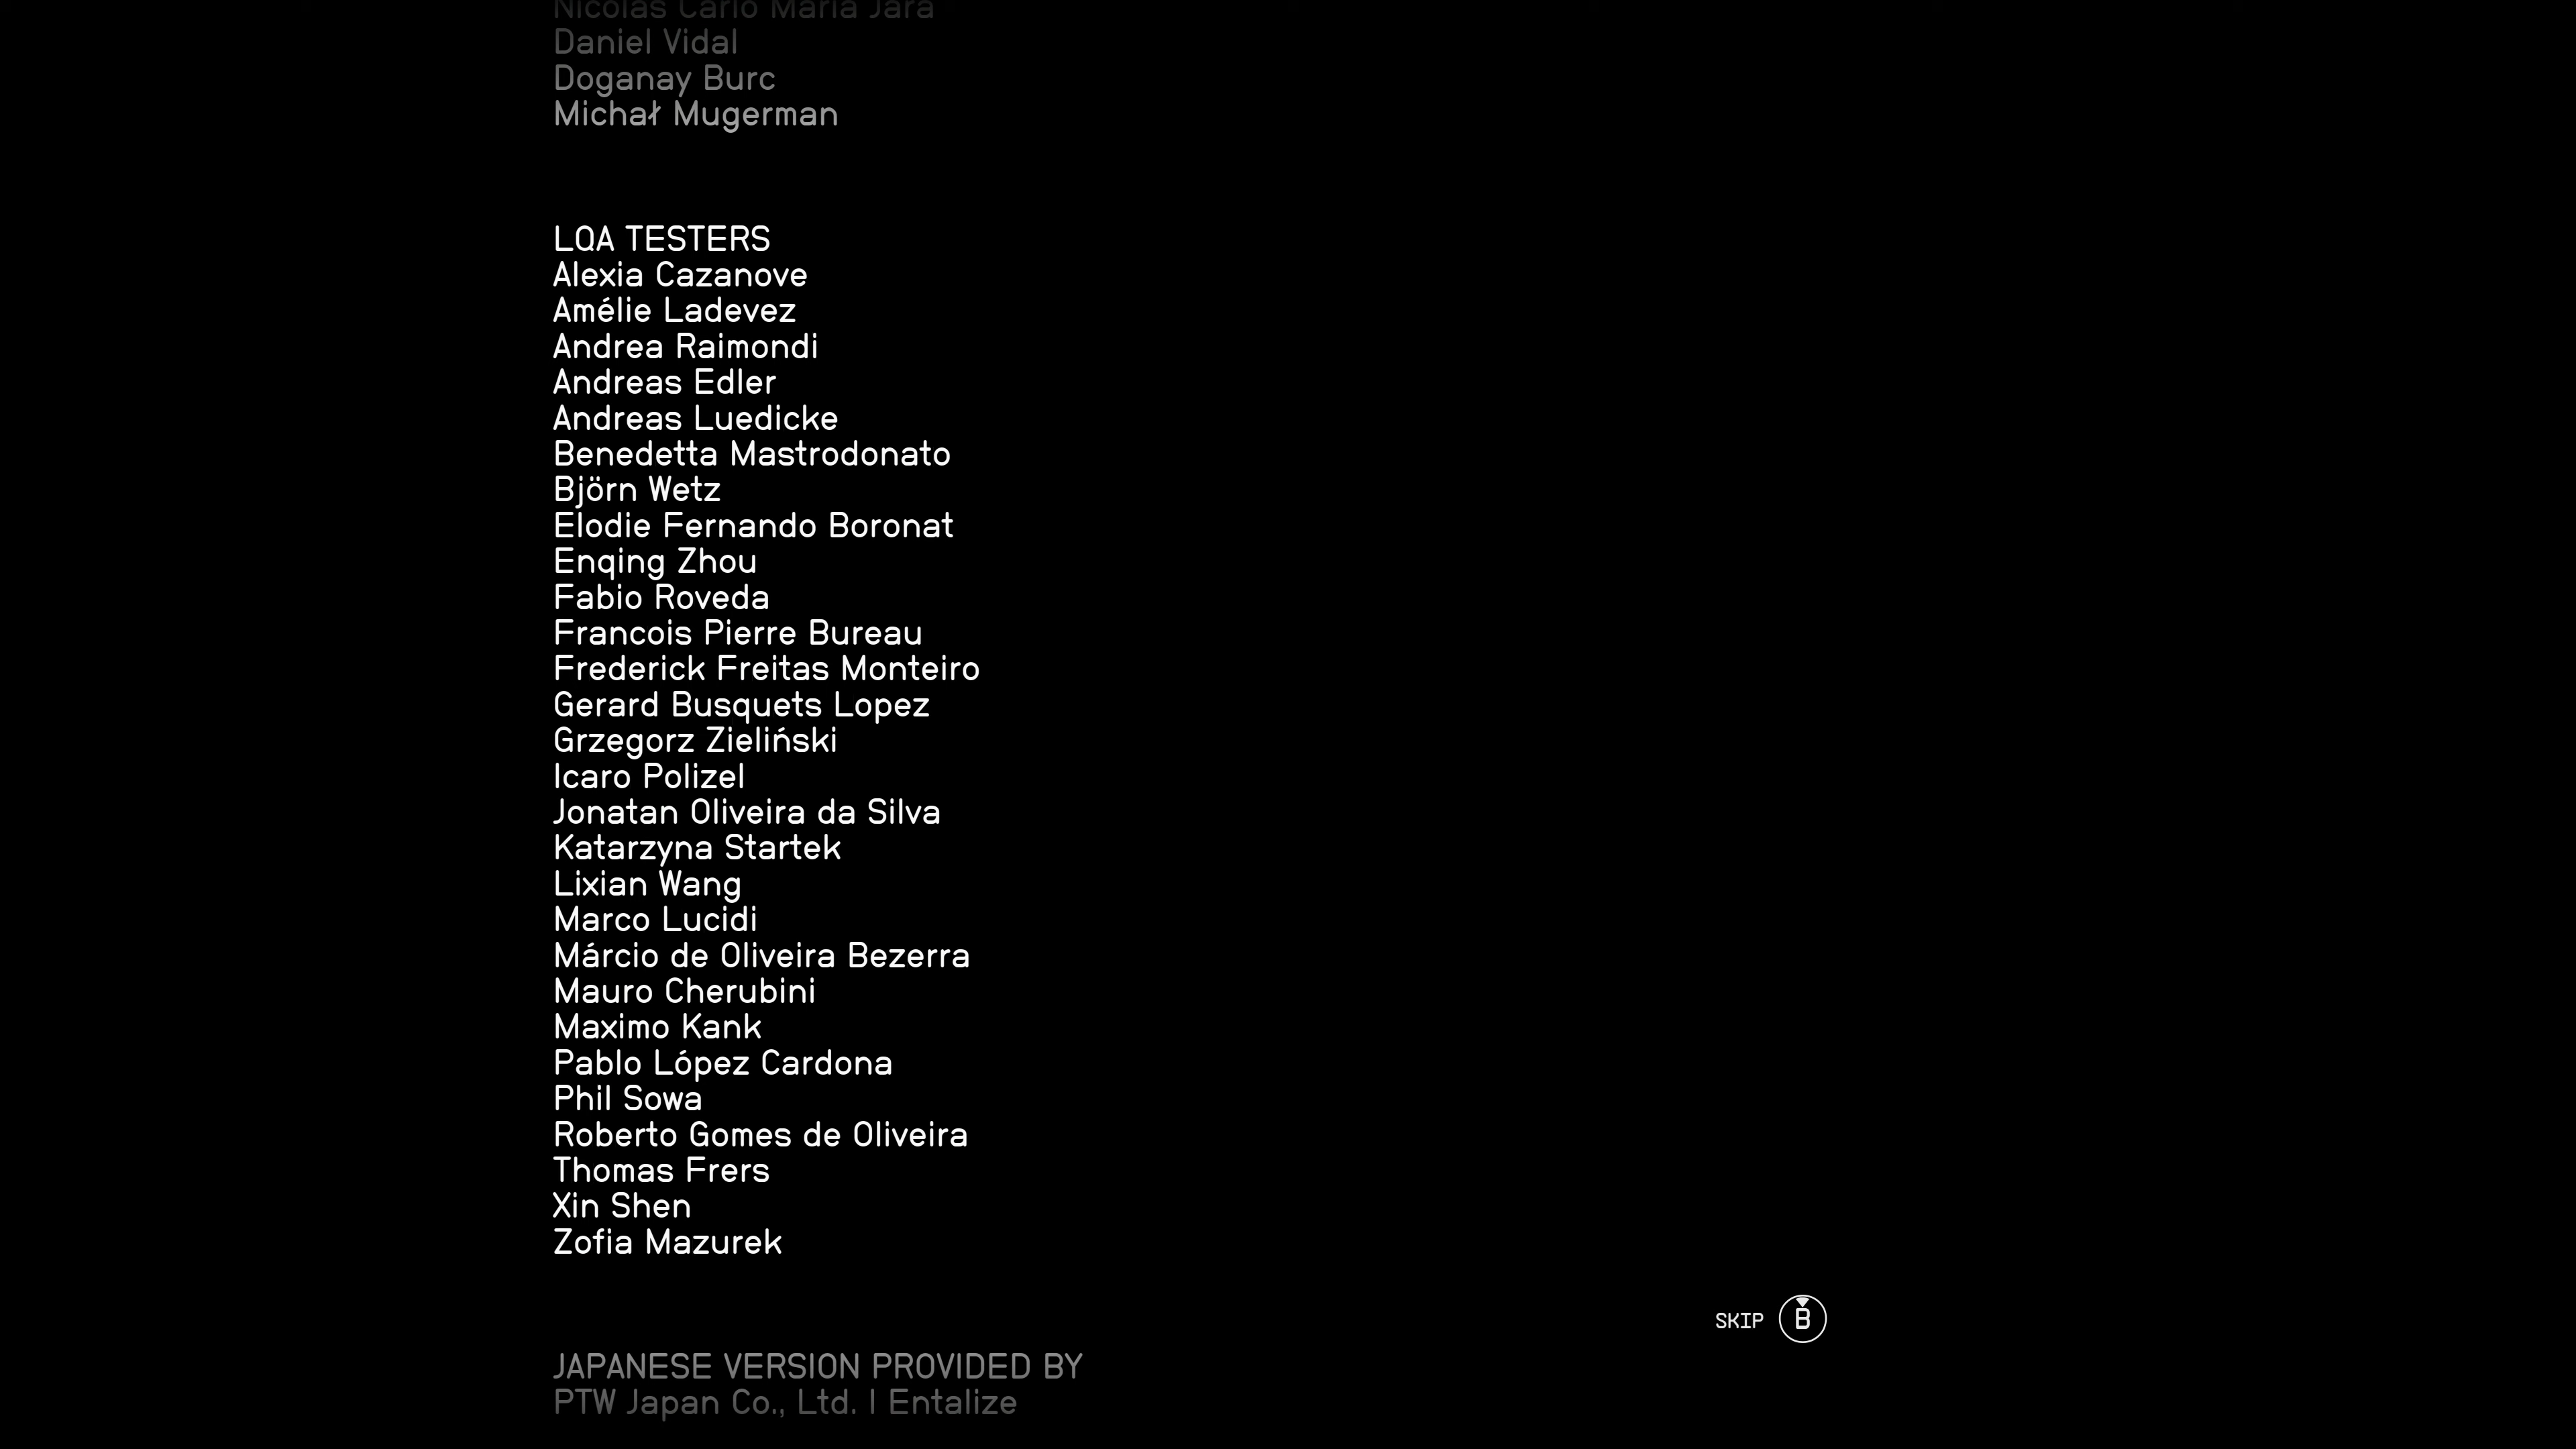 Nicolas Carlo Maria Jara
Daniel Vidal
Doganay Burc
Michał Mugerman
LQA TESTERS
Alexia Cazanove
Amélie Ladevez
Andrea Raimondi
Andreas Edler
Andreas Luedicke
Benedetta Mastrodonato
Björn Wetz
Elodie Fernando Boronat
Enqing Zhou
Fabio Roveda
Francois Pierre Bureau
Frederick Freitas Monteiro
Gerard Busquets Lopez
Grzegorz Zieliński
Icaro Polizel
Jonatan Oliveira da Silva
Katarzyna Startek
Lixian Wang
Marco Lucidi
Márcio de Oliveira Bezerra
Mauro Cherubini
Maximo Kank
Pablo López Cardona
Phil Sowa
Roberto Gomes de Oliveira
Thomas Frers
Xin Shen
Zofia Mazurek
SKIP B
JAPANESE VERSION PROVIDED BY
PTW Japan Co., Ltd. | Entalize